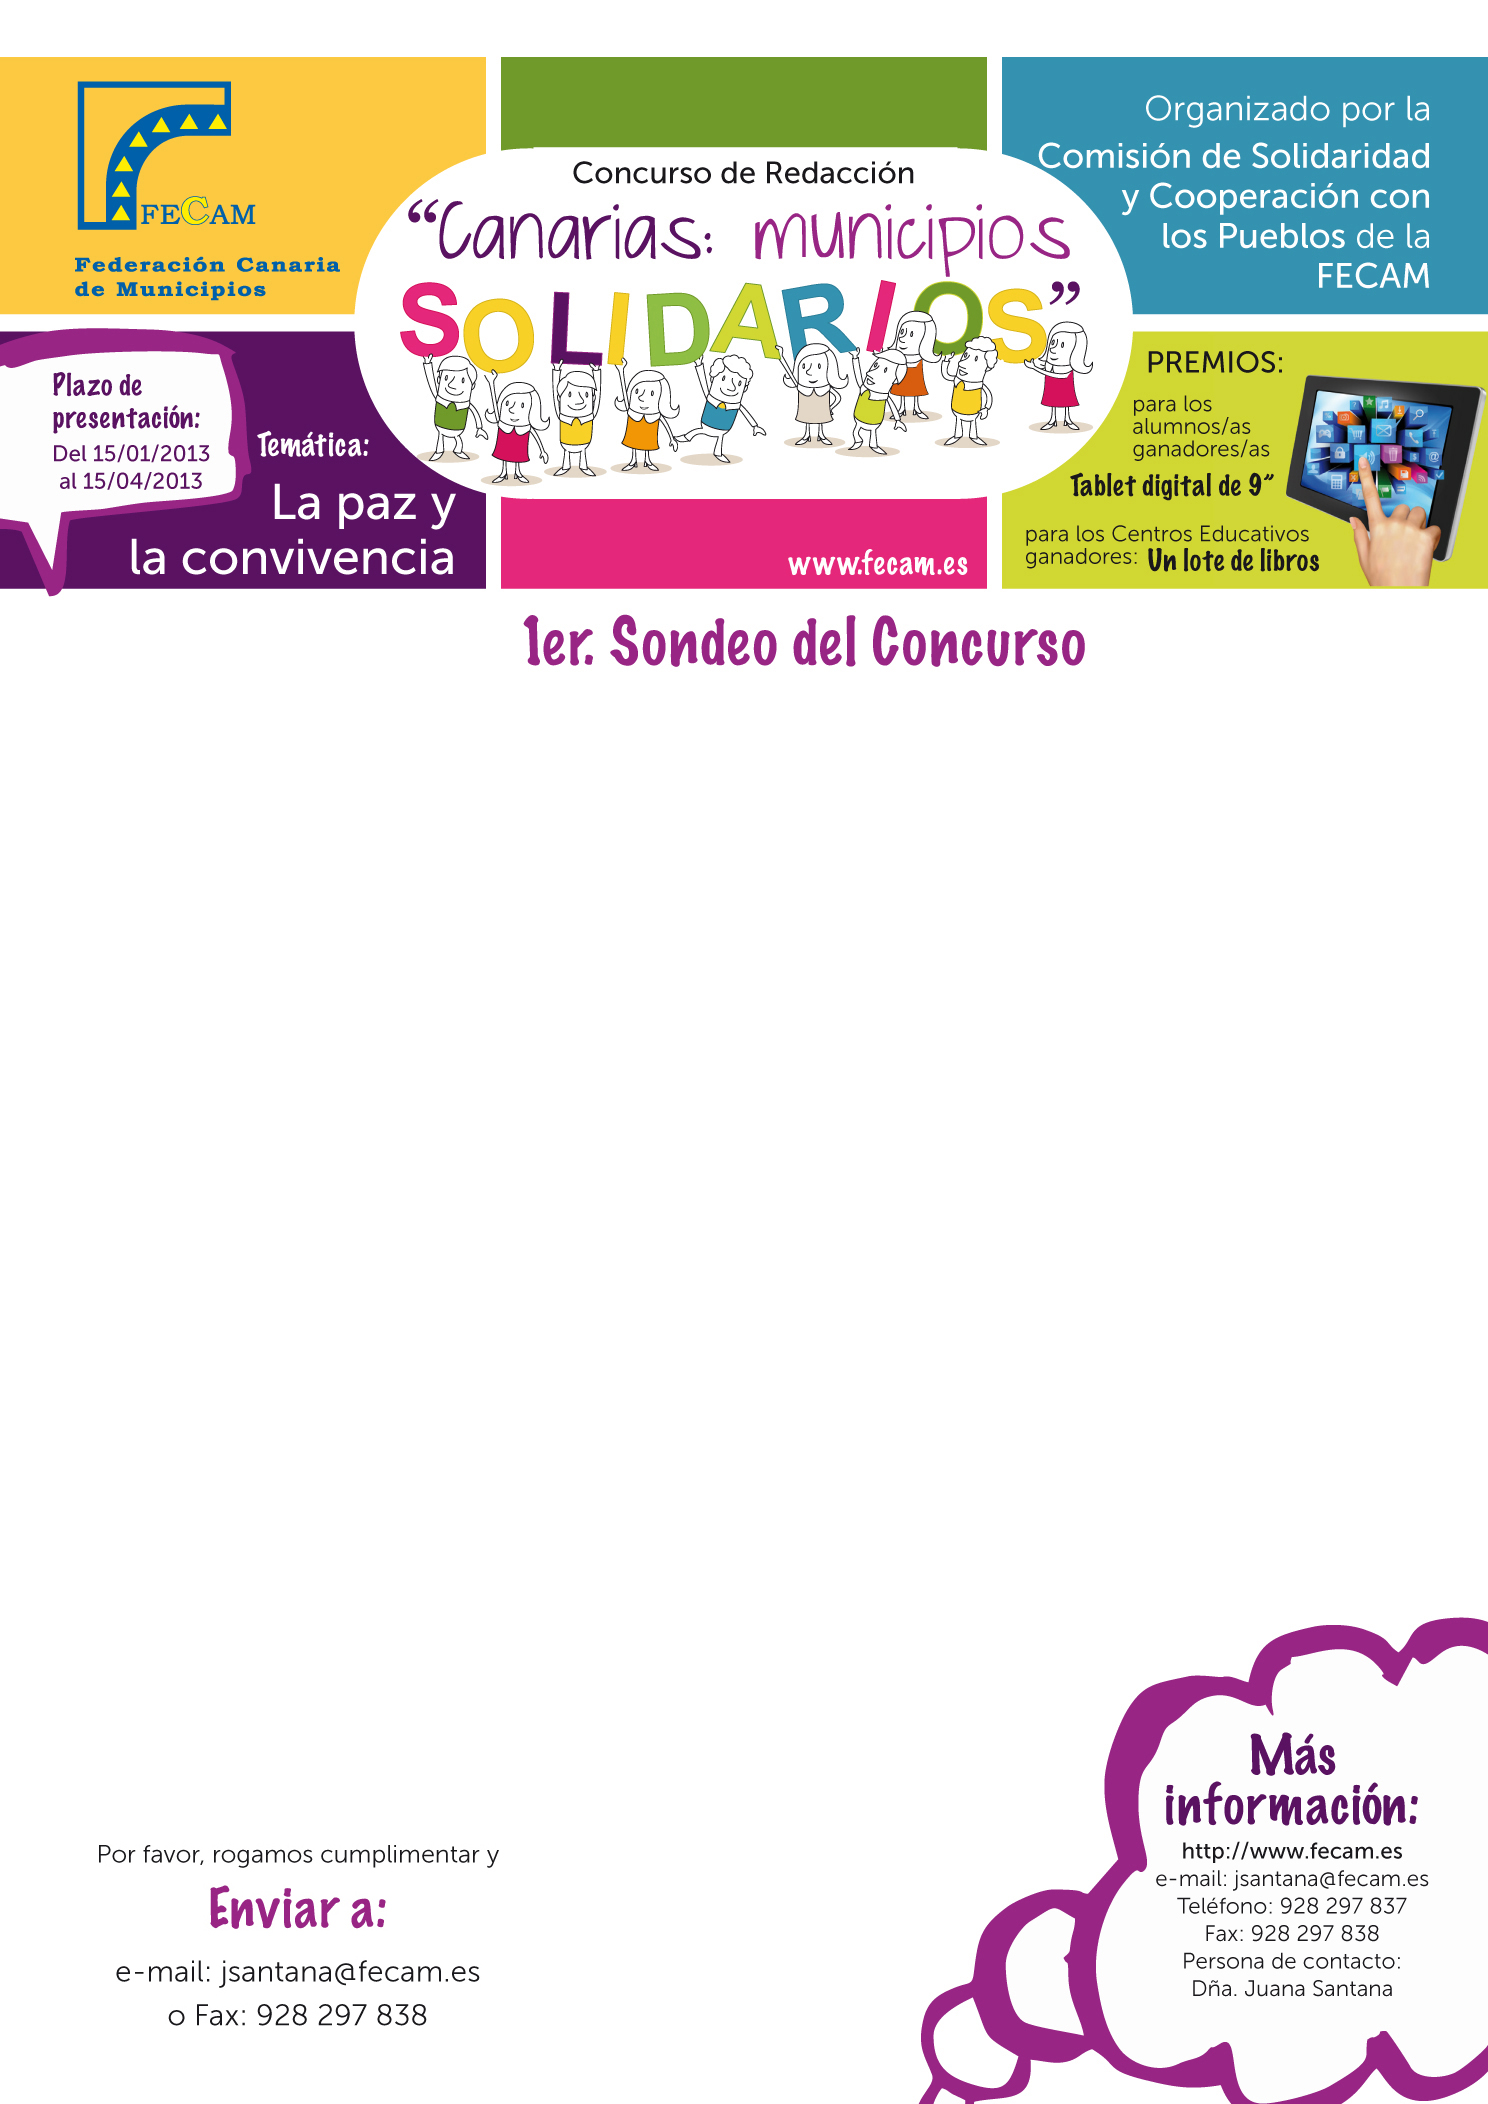 FECAM
Federación Canaria
de Municipios
Concurso de Redacción
“Canarias: municipios
SOLIDARIOS”
Organizado por la
Comisión de Solidaridad
y Cooperación con
los Pueblos de la
FECAM
Plazo de
presentación:
Del 15/01/2013
al 15/04/2013
Temática:
La paz y
la convivencia
www.fecam.es
PREMIOS:
para los
alumnos/as
ganadores/as
Tablet digital de 9”
para los Centros Educativos
ganadores: Un lote de libros
1er. Sondeo del Concurso
Por favor, rogamos cumplimentar y
Enviar a:
e-mail: jsantana@fecam.es
o Fax: 928 297 838
Más
información:
http://www.fecam.es
e-mail: jsantana@fecam.es
Teléfono: 928 297 837
Fax: 928 297 838
Persona de contacto:
Dña. Juana Santana